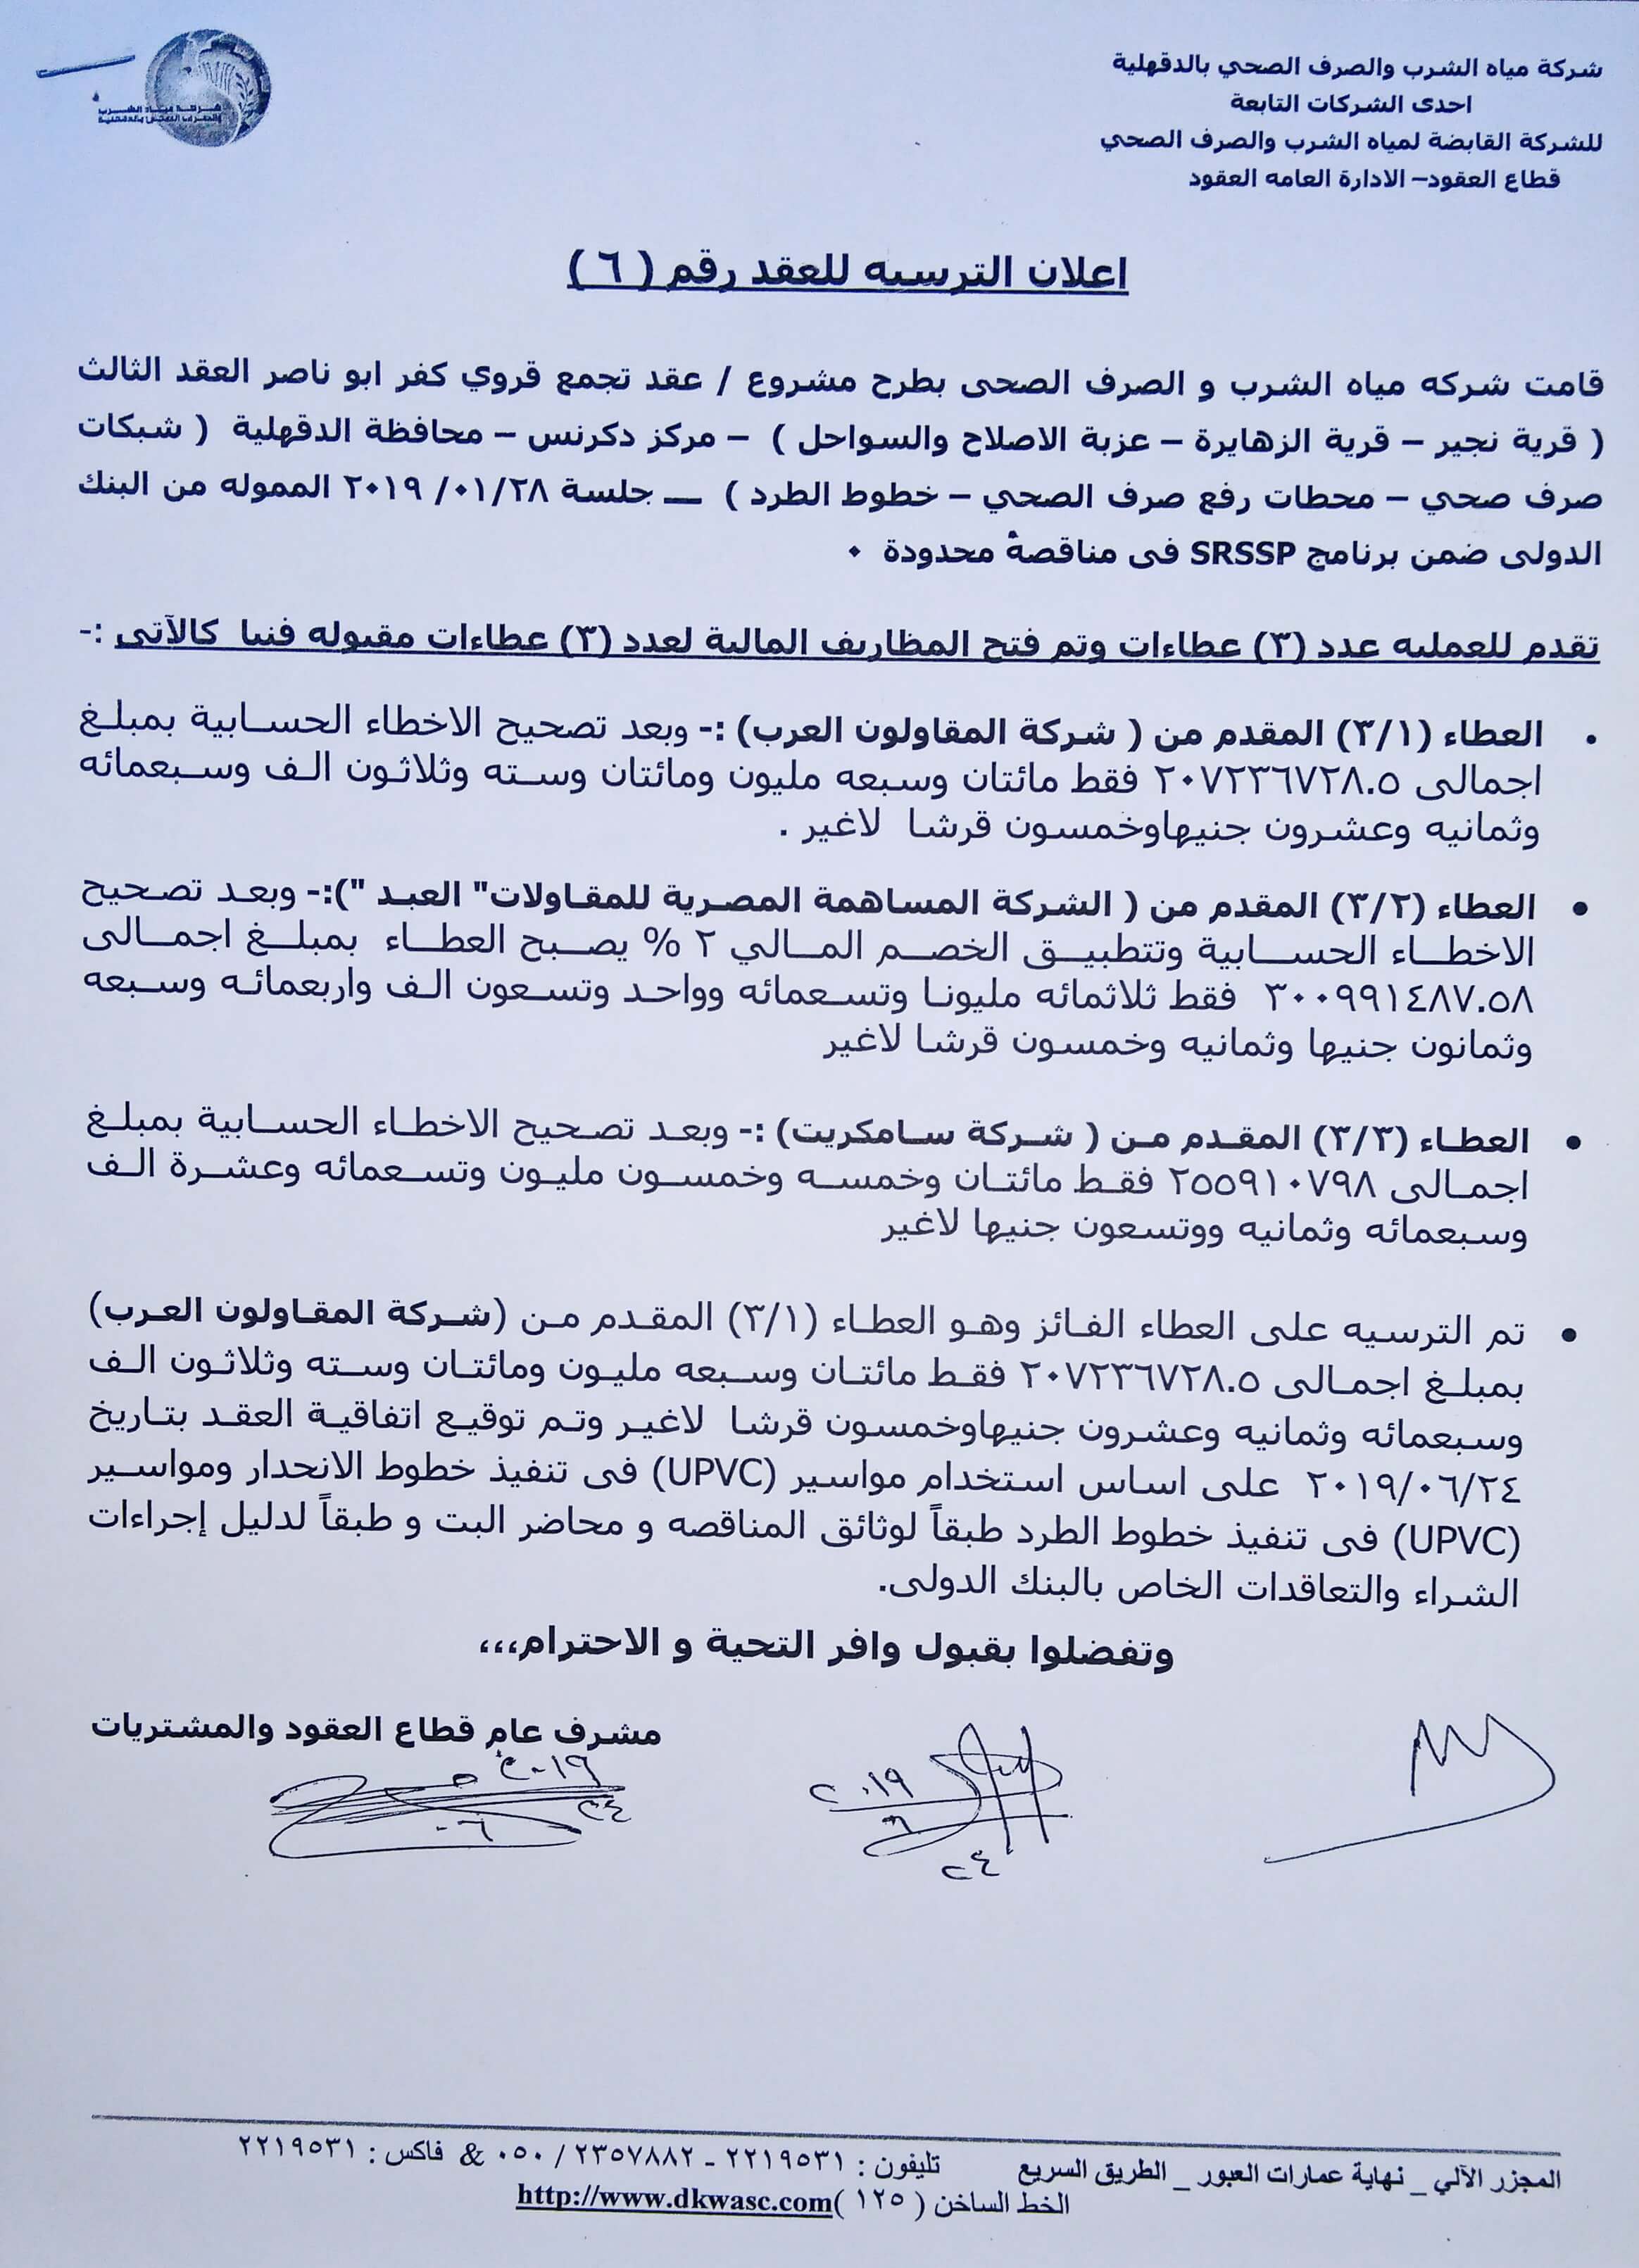 شركة مياه الشرب والصرف الصحي بالدقهلية
احدى الشركات التابعة
للشركة القابضة لمياه الشرب والصرف الصحي
قطاع العقود– الادارة العامه العقود
شركة مياه الشرب
والصرف الصحى بالدقهلية
اعلان الترسيه للعقد رقم ( ٦ )
قامت شركه مياه الشرب و الصرف الصحى بطرح مشروع / عقد تجمع قروي كفر ابو ناصر العقد الثالث
( قرية نجير – قرية الزهايرة – عزبة الاصلاح والسواحل ) – مركز دكرنس – محافظة الدقهلية ( شبكات
صرف صحي – محطات رفع صرف الصحي – خطوط الطرد ) ــ جلسة ٢٠١٩/٠١/٢٨ الممولة من البنك
الدولى ضمن برنامج SRSSP فى مناقصة محدودة ٠
تقدم للعمليه عدد (٣) عطاءات وتم فتح المظاريف المالية لعدد (٣) عطاءات مقبوله فنيا كالآتى :-
• العطاء (٣/١) المقدم من ( شركة المقاولون العرب) :- وبعد تصحيح الاخطاء الحسابية بمبلغ
اجمالى ٢٠٧٢٣٦٧٢٨.٥ فقط مائتان وسبعه مليون ومائتان وسته وثلاثون الف وسبعمائه
وثمانيه وعشرون جنيهاوخمسون قرشا لاغير .
• العطاء (٣/٢) المقدم من ( الشركة المساهمة المصرية للمقاولات" العبد "):- وبعد تصحيح
الاخطاء الحسابية وتتطبيق الخصم المالي ٢ % يصبح العطاء بمبلغ اجمالى
٣٠٠٩٩١٤٨٧.٥٨ فقط ثلاثمائه مليونا وتسعمائه وواحد وتسعون الف واربعمائه وسبعه
وثمانون جنيها وثمانيه وخمسون قرشا لاغير
• العطاء (٣/٣) المقدم من ( شركة سامكريت) :- وبعد تصحيح الاخطاء الحسابية بمبلغ
اجمالى ٢٥٥٩١٠٧٩٨ فقط مائتان وخمسه وخمسون مليون وتسعمائه وعشرة الف
وسبعمائه وثمانيه ووتسعون جنيها لاغير
• تم الترسيه على العطاء الفائز وهو العطاء (٣/١) المقدم من (شركة المقاولون العرب)
بمبلغ اجمالى ٢٠٧٢٣٦٧٢٨.٥ فقط مائتان وسبعه مليون ومائتان وسته وثلاثون الف
وسبعمائه وثمانيه وعشرون جنيهاوخمسون قرشا لاغير وتم توقيع اتفاقية العقد بتاريخ
٢٠١٩/٠٦/٢٤ على اساس استخدام مواسير (UPVC) فى تنفيذ خطوط الانحدار ومواسير
(UPVC) فى تنفيذ خطوط الطرد طبقاً لوثائق المناقصه و محاضر البت و طبقاً لدليل إجراءات
الشراء والتعاقدات الخاص بالبنك الدولى.
وتفضلوا بقبول وافر التحية و الاحترام،،،
مشرف عام قطاع العقود والمشتريات
٢٠١٩
٦
٢٤
٢٠١٩
٢٤
٠٦
المجزر الآلي _ نهاية عمارات العبور _ الطريق السريع تليفون : ٢٢١٩٥٣١ - ٢٣٥٧٨٨٢ / ٠٥٠ & فاكس : ٢٢١٩٥٣١
الخط الساخن ( ١٢٥ )http://www.dkwasc.com